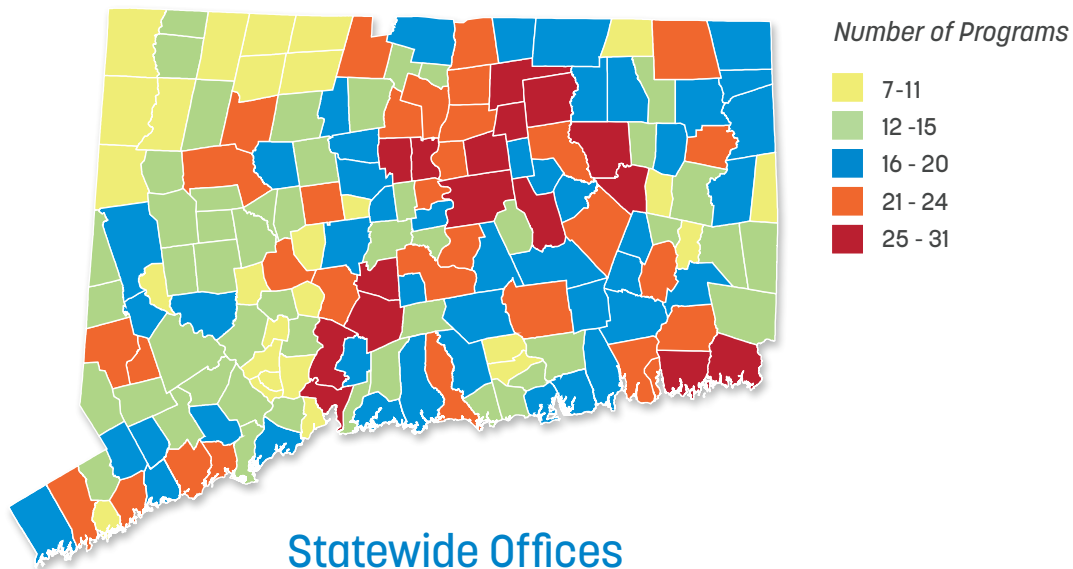 Number of Programs
7-11
12 -15
16 - 20
21 - 24
25 - 31
Statewide Offices